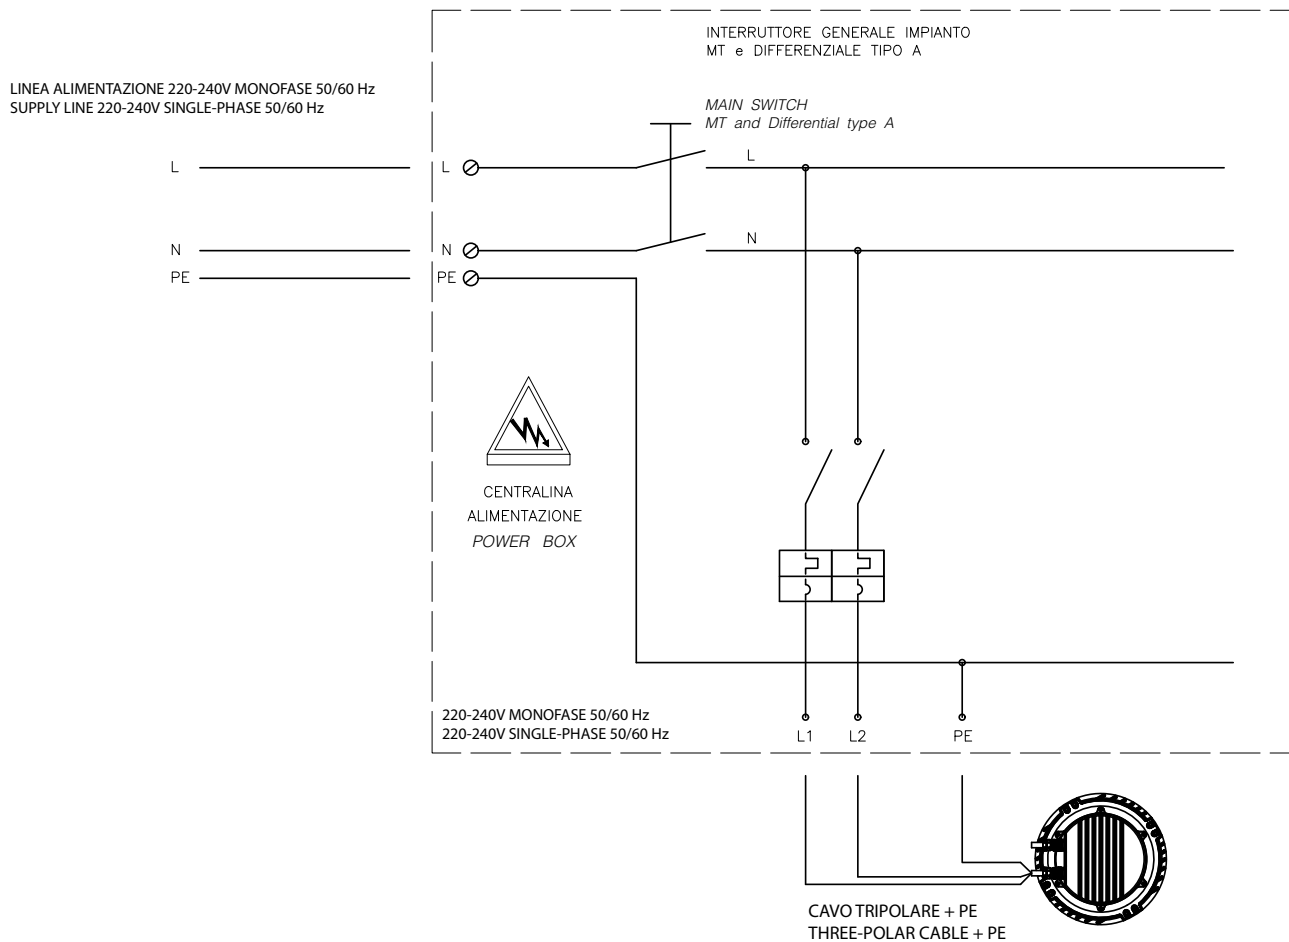 INTERRUTTORE GENERALE IMPIANTO
MT e DIFFERENZIALE TIPO A
LINEA ALIMENTAZIONE 220-240V MONOFASE 50/60 Hz
SUPPLY LINE 220-240V SINGLE-PHASE 50/60 Hz
MAIN SWITCH
MT and Differential type A
L
L
L
N
N
N
PE
PE
CENTRALINA
ALIMENTAZIONE
POWER BOX
220-240V MONOFASE 50/60 Hz
220-240V SINGLE-PHASE 50/60 Hz
L1
L2
PE
CAVO TRIPOLARE + PE
THREE-POLAR CABLE + PE